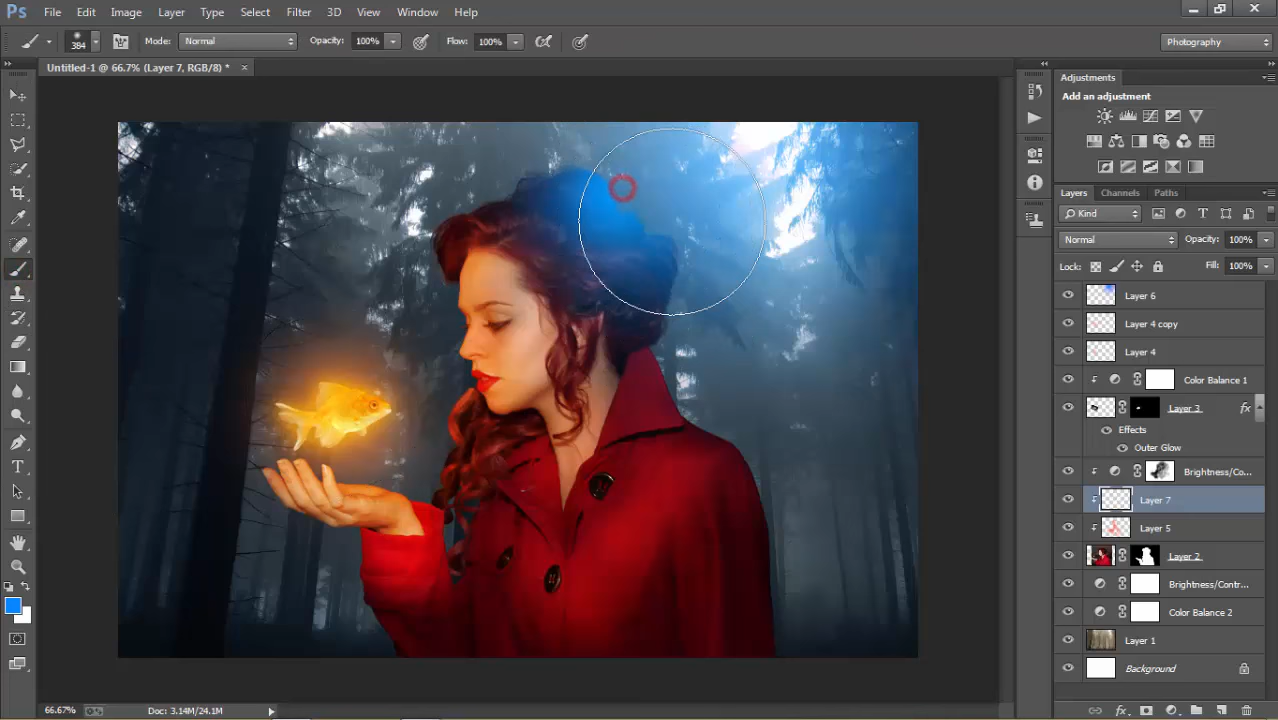 Ps File Edit Image Layer Type Select Filter 3D View Window Help
384 Mode: Normal Opacity: 100% Flow: 100% Photography
Untitled-1 @ 66.7% (Layer 7, RGB/8) * ×
Adjustments
Add an adjustment
Layers Channels Paths
Kind
Normal Opacity: 100%
Lock: Fill: 100%
Layer 6
Layer 4 copy
Layer 4
Color Balance 1
Layer 3 fx
Effects
Outer Glow
Brightness/Co...
Layer 7
Layer 5
Layer 2
Brightness/Contr...
Color Balance 2
Layer 1
Background
66.67% Doc: 3.14M/24.1M
fx